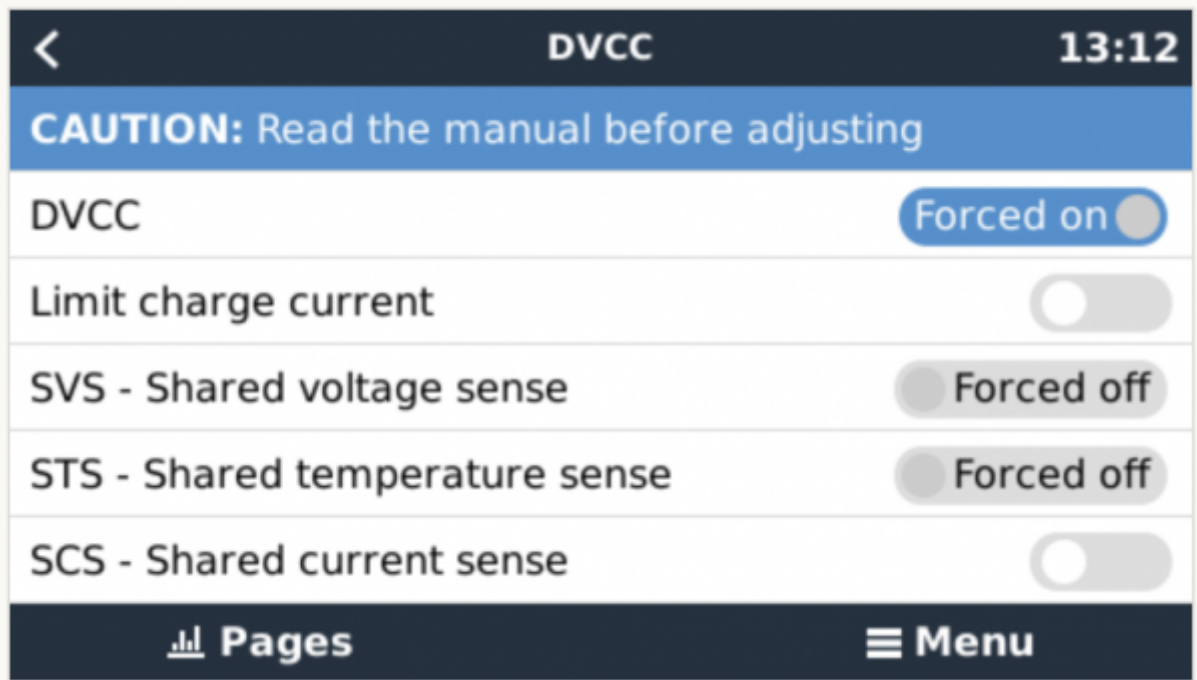 DVCC 13:12
CAUTION: Read the manual before adjusting
DVCC Forced on
Limit charge current
SVS - Shared voltage sense Forced off
STS - Shared temperature sense Forced off
SCS - Shared current sense
Pages Menu